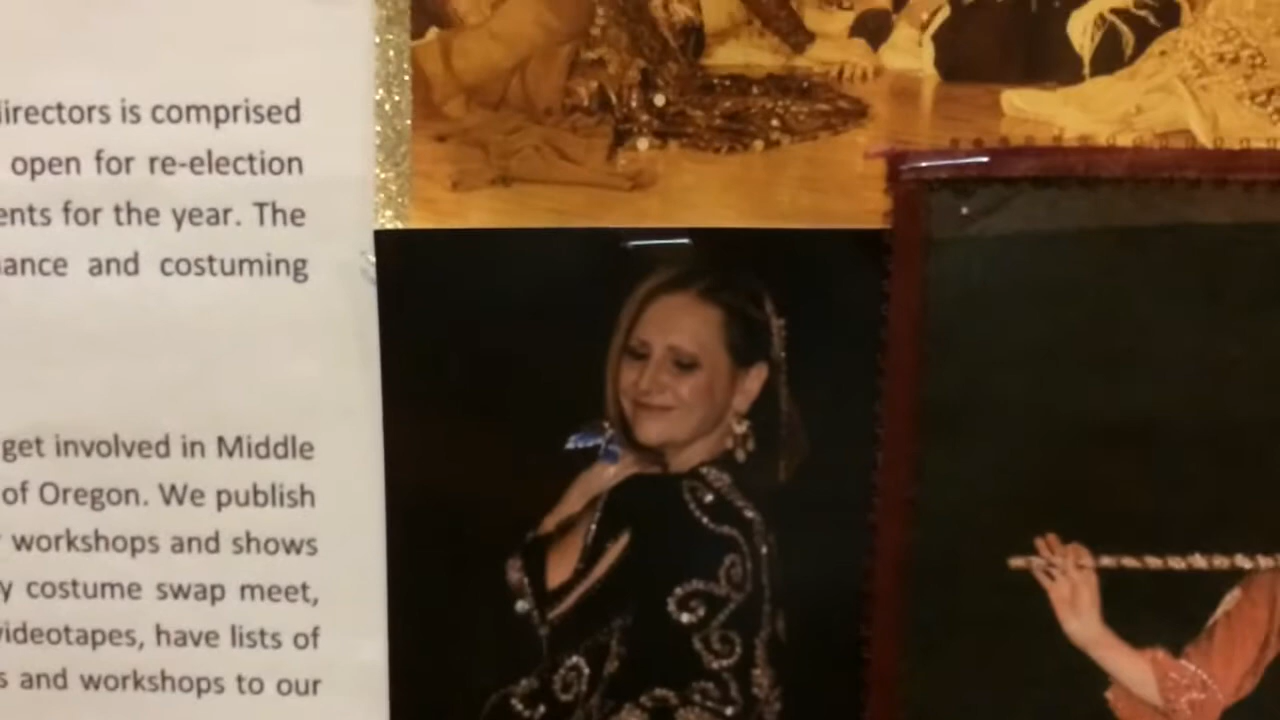 directors is comprised
open for re-election
ents for the year. The
ance and costuming
get involved in Middle
of Oregon. We publish
workshops and shows
y costume swap meet,
videotapes, have lists of
s and workshops to our